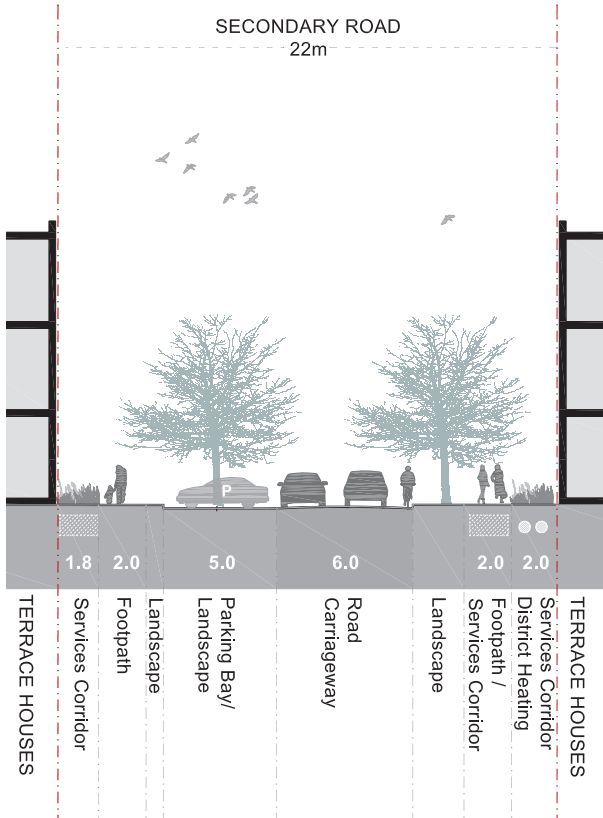 SECONDARY ROAD
22m
P
1.8
2.0
5.0
6.0
2.0
2.0
TERRACE HOUSES
Services Corridor
Footpath
Landscape
Parking Bay/
Landscape
Road
Carriageway
Landscape
Footpath /
Services Corridor
Services Corridor
District Heating
TERRACE HOUSES